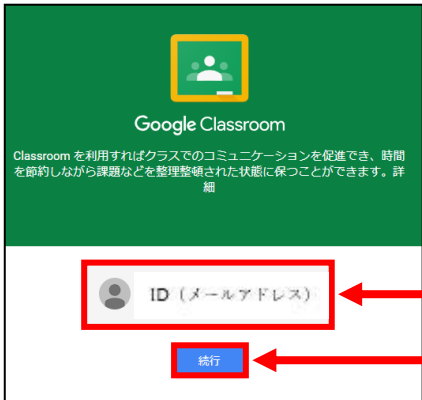 Google Classroom
Classroom を利用すればクラスでのコミュニケーションを促進でき、時間
を節約しながら課題などを整理整頓された状態に保つことができます。詳
細
ID（メールアドレス）
続行